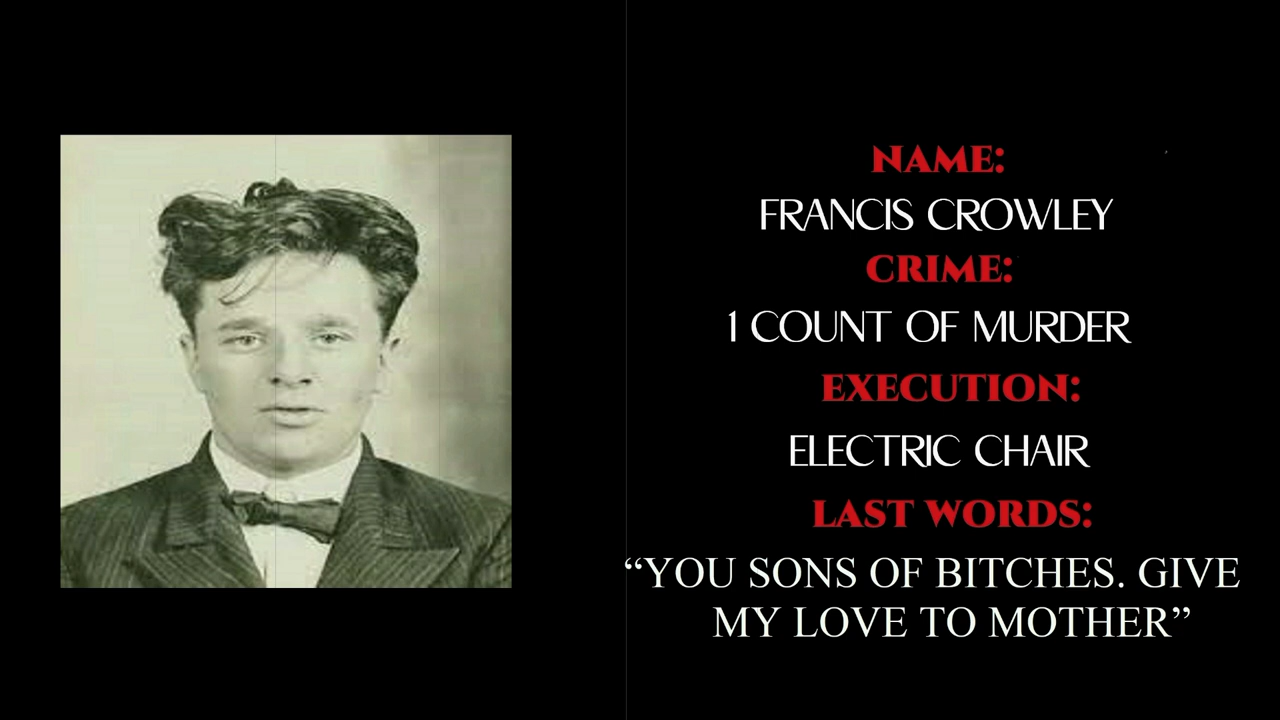 NAME:
FRANCIS CROWLEY
CRIME:
1 COUNT OF MURDER
EXECUTION:
ELECTRIC CHAIR
LAST WORDS:
“YOU SONS OF BITCHES. GIVE
MY LOVE TO MOTHER”